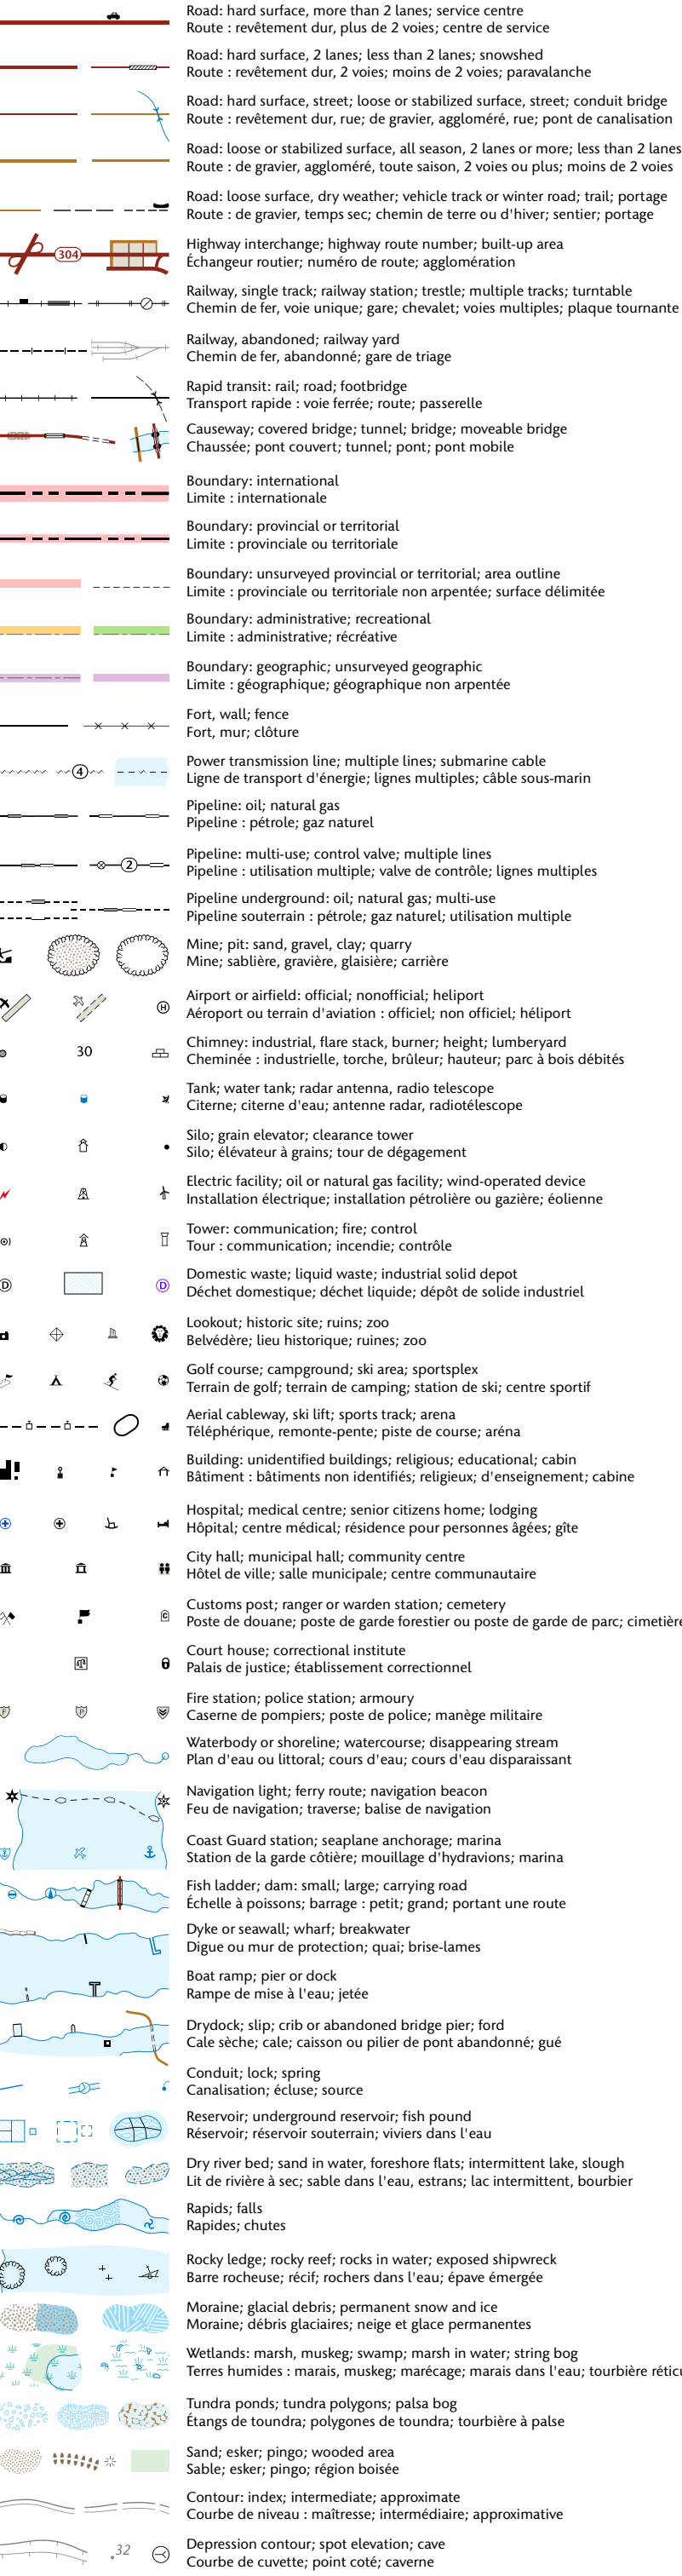 Road: hard surface, more than 2 lanes; service centre
Route : revêtement dur, plus de 2 voies; centre de service
Road: hard surface, 2 lanes; less than 2 lanes; snowshed
Route : revêtement dur, 2 voies; moins de 2 voies; paravalanche
Road: hard surface, street; loose or stabilized surface, street; conduit bridge
Route : revêtement dur, rue; de gravier, aggloméré, rue; pont de canalisation
Road: loose or stabilized surface, all season, 2 lanes or more; less than 2 lanes
Route : de gravier, aggloméré, toute saison, 2 voies ou plus; moins de 2 voies
Road: loose surface, dry weather; vehicle track or winter road; trail; portage
Route : de gravier, temps sec; chemin de terre ou d'hiver; sentier; portage
304
Highway interchange; highway route number; built-up area
Échangeur routier; numéro de route; agglomération
Railway, single track; railway station; trestle; multiple tracks; turntable
Chemin de fer, voie unique; gare; chevalet; voies multiples; plaque tournante
Railway, abandoned; railway yard
Chemin de fer, abandonné; gare de triage
Rapid transit: rail; road; footbridge
Transport rapide : voie ferrée; route; passerelle
Causeway; covered bridge; tunnel; bridge; moveable bridge
Chaussée; pont couvert; tunnel; pont; pont mobile
Boundary: international
Limite : internationale
Boundary: provincial or territorial
Limite : provinciale ou territoriale
Boundary: unsurveyed provincial or territorial; area outline
Limite : provinciale ou territoriale non arpentée; surface délimitée
Boundary: administrative; recreational
Limite : administrative; récréative
Boundary: geographic; unsurveyed geographic
Limite : géographique; géographique non arpentée
Fort, wall; fence
Fort, mur; clôture
4
Power transmission line; multiple lines; submarine cable
Ligne de transport d'énergie; lignes multiples; câble sous-marin
Pipeline: oil; natural gas
Pipeline : pétrole; gaz naturel
2
Pipeline: multi-use; control valve; multiple lines
Pipeline : utilisation multiple; valve de contrôle; lignes multiples
Pipeline underground: oil; natural gas; multi-use
Pipeline souterrain : pétrole; gaz naturel; utilisation multiple
Mine; pit: sand, gravel, clay; quarry
Mine; sablière, gravière, glaisière; carrière
H
Airport or airfield: official; nonofficial; heliport
Aéroport ou terrain d'aviation : officiel; non officiel; héliport
30
Chimney: industrial, flare stack, burner; height; lumberyard
Cheminée : industrielle, torche, brûleur; hauteur; parc à bois débités
Tank; water tank; radar antenna, radio telescope
Citerne; citerne d'eau; antenne radar, radiotélescope
Silo; grain elevator; clearance tower
Silo; élévateur à grains; tour de dégagement
Electric facility; oil or natural gas facility; wind-operated device
Installation électrique; installation pétrolière ou gazière; éolienne
Tower: communication; fire; control
Tour : communication; incendie; contrôle
D D
Domestic waste; liquid waste; industrial solid depot
Déchet domestique; déchet liquide; dépôt de solide industriel
Lookout; historic site; ruins; zoo
Belvédère; lieu historique; ruines; zoo
Golf course; campground; ski area; sportsplex
Terrain de golf; terrain de camping; station de ski; centre sportif
Aerial cableway, ski lift; sports track; arena
Téléphérique, remonte-pente; piste de course; aréna
Building: unidentified buildings; religious; educational; cabin
Bâtiment : bâtiments non identifiés; religieux; d'enseignement; cabine
Hospital; medical centre; senior citizens home; lodging
Hôpital; centre médical; résidence pour personnes âgées; gîte
City hall; municipal hall; community centre
Hôtel de ville; salle municipale; centre communautaire
C
Customs post; ranger or warden station; cemetery
Poste de douane; poste de garde forestier ou poste de garde de parc; cimetière
Court house; correctional institute
Palais de justice; établissement correctionnel
F P
Fire station; police station; armoury
Caserne de pompiers; poste de police; manège militaire
Waterbody or shoreline; watercourse; disappearing stream
Plan d'eau ou littoral; cours d'eau; cours d'eau disparaissant
Navigation light; ferry route; navigation beacon
Feu de navigation; traverse; balise de navigation
Coast Guard station; seaplane anchorage; marina
Station de la garde côtière; mouillage d'hydravions; marina
Fish ladder; dam: small; large; carrying road
Échelle à poissons; barrage : petit; grand; portant une route
Dyke or seawall; wharf; breakwater
Digue ou mur de protection; quai; brise-lames
Boat ramp; pier or dock
Rampe de mise à l'eau; jetée
Drydock; slip; crib or abandoned bridge pier; ford
Cale sèche; cale; caisson ou pilier de pont abandonné; gué
Conduit; lock; spring
Canalisation; écluse; source
Reservoir; underground reservoir; fish pound
Réservoir; réservoir souterrain; viviers dans l'eau
Dry river bed; sand in water, foreshore flats; intermittent lake, slough
Lit de rivière à sec; sable dans l'eau, estrans; lac intermittent, bourbier
Rapids; falls
Rapides; chutes
Rocky ledge; rocky reef; rocks in water; exposed shipwreck
Barre rocheuse; récif; rochers dans l'eau; épave émergée
Moraine; glacial debris; permanent snow and ice
Moraine; débris glaciaires; neige et glace permanentes
Wetlands: marsh, muskeg; swamp; marsh in water; string bog
Terres humides : marais, muskeg; marécage; marais dans l'eau; tourbière
Tundra ponds; tundra polygons; palsa bog
Étangs de toundra; polygones de toundra; tourbière à palse
Sand; esker; pingo; wooded area
Sable; esker; pingo; région boisée
Contour: index; intermediate; approximate
Courbe de niveau : maîtresse; intermédiaire; approximative
.32
Depression contour; spot elevation; cave
Courbe de cuvette; point coté; caverne